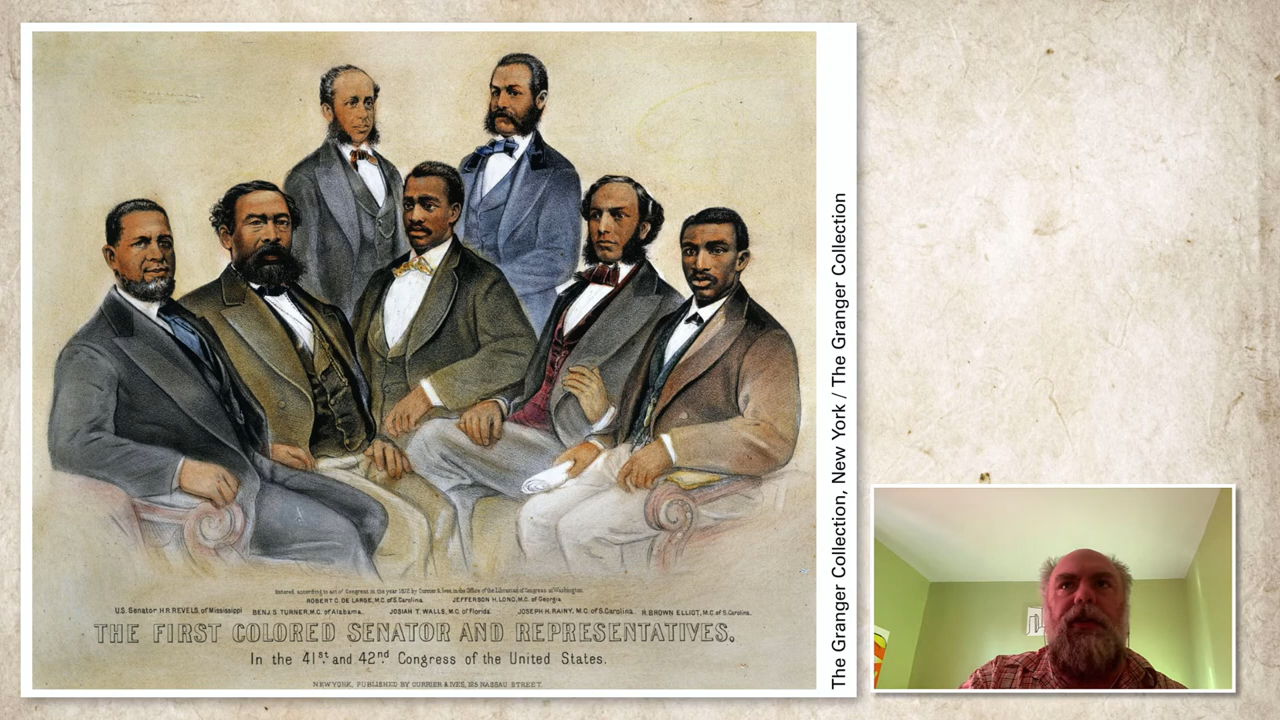 Entered, according to act of Congress in the year 1872 by Currier & Ives, in the Office of the Librarian of Congress at Washington.
ROBERT C. DE LARGE, M.C. of S. Carolina. JEFFERSON H. LONG, M.C. of Georgia
U.S. Senator H.R. REVELS, of Mississippi BENJ. S. TURNER, M.C. of Alabama. JOSIAH T. WALLS, M.C. of Florida. JOSEPH H. RAINY, M.C. of S. Carolina. R. BROWN ELLIOT, M.C. of S. Carolina.
THE FIRST COLORED SENATOR AND REPRESENTATIVES.
In the 41st and 42nd Congress of the United States.
NEW YORK, PUBLISHED BY CURRIER & IVES, 125 NASSAU STREET.
The Granger Collection, New York / The Granger Collection